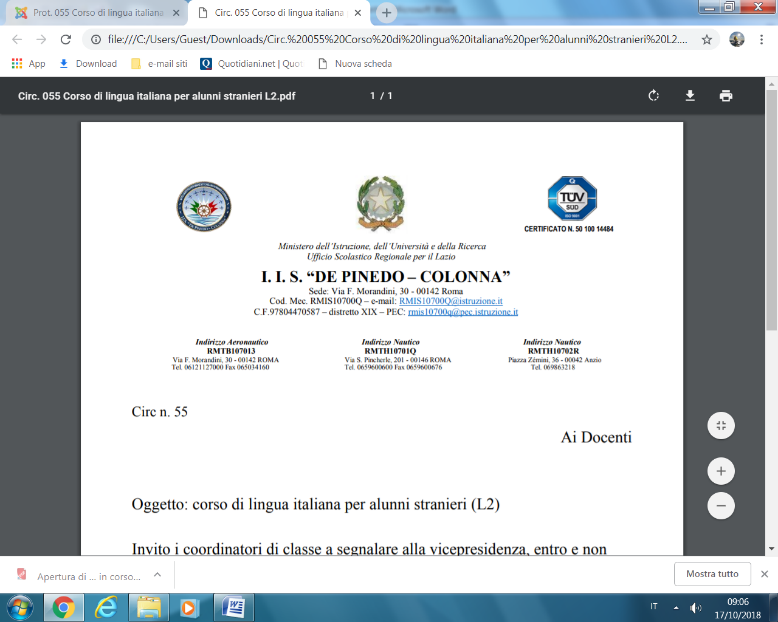 Prot. 055 Corso di lingua italiana
Circ. 055 Corso di lingua italiana
file:///C:/Users/Guest/Downloads/Circ.%20055%20Corso%20di%20lingua%20italiana%20per%20alunni%20stranieri%20L2....
App
Download
e-mail siti
Quotidiani.net | Quot
Nuova scheda
Circ. 055 Corso di lingua italiana per alunni stranieri L2.pdf
1 / 1
TÜV
SÜD
ISO 9001
CERTIFICATO N. 50 100 14484
Ministero dell'Istruzione, dell'Università e della Ricerca
Ufficio Scolastico Regionale per il Lazio
I. I. S. “DE PINEDO – COLONNA”
Sede: Via F. Morandini, 30 - 00142 Roma
Cod. Mec. RMIS10700Q – e-mail: RMIS10700Q@istruzione.it
C.F.97804470587 – distretto XIX – PEC: rmis10700q@pec.istruzione.it
Indirizzo Aeronautico
RMTB107013
Via F. Morandini, 30 - 00142 ROMA
Tel. 06121127000 Fax 065034160
Indirizzo Nautico
RMTH10701Q
Via S. Pincherle, 201 - 00146 ROMA
Tel. 0659600600 Fax 0659600676
Indirizzo Nautico
RMTH10702R
Piazza Zemini, 36 - 00042 Anzio
Tel. 069863218
Circ n. 55
Ai Docenti
Oggetto: corso di lingua italiana per alunni stranieri (L2)
Invito i coordinatori di classe a segnalare alla vicepresidenza, entro e non
Apertura di ... in corso...
Mostra tutto
IT
09:06
17/10/2018